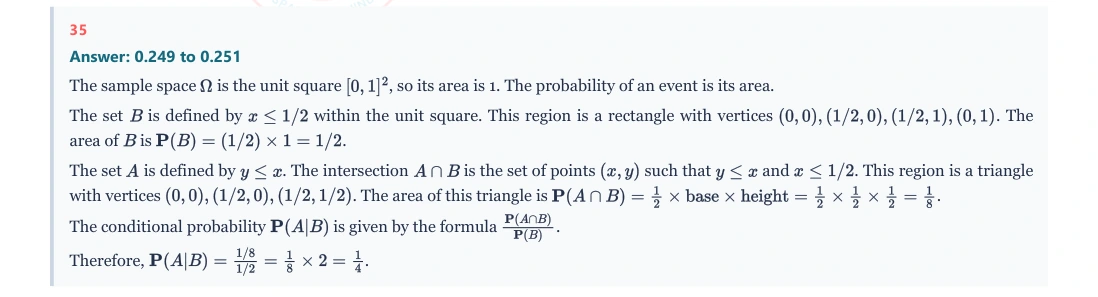 35
Answer: 0.249 to 0.251
The sample space Ω is the unit square [0, 1]², so its area is 1. The probability of an event is its area.
The set B is defined by x ≤ 1/2 within the unit square. This region is a rectangle with vertices (0, 0), (1/2, 0), (1/2, 1), (0, 1). The
area of B is P(B) = (1/2) × 1 = 1/2.
The set A is defined by y ≤ x. The intersection A ∩ B is the set of points (x, y) such that y ≤ x and x ≤ 1/2. This region is a triangle
with vertices (0, 0), (1/2, 0), (1/2, 1/2). The area of this triangle is P(A ∩ B) = 1/2 × base × height = 1/2 × 1/2 × 1/2 = 1/8.
The conditional probability P(A|B) is given by the formula P(A∩B)/P(B).
Therefore, P(A|B) = (1/8)/(1/2) = 1/8 × 2 = 1/4.